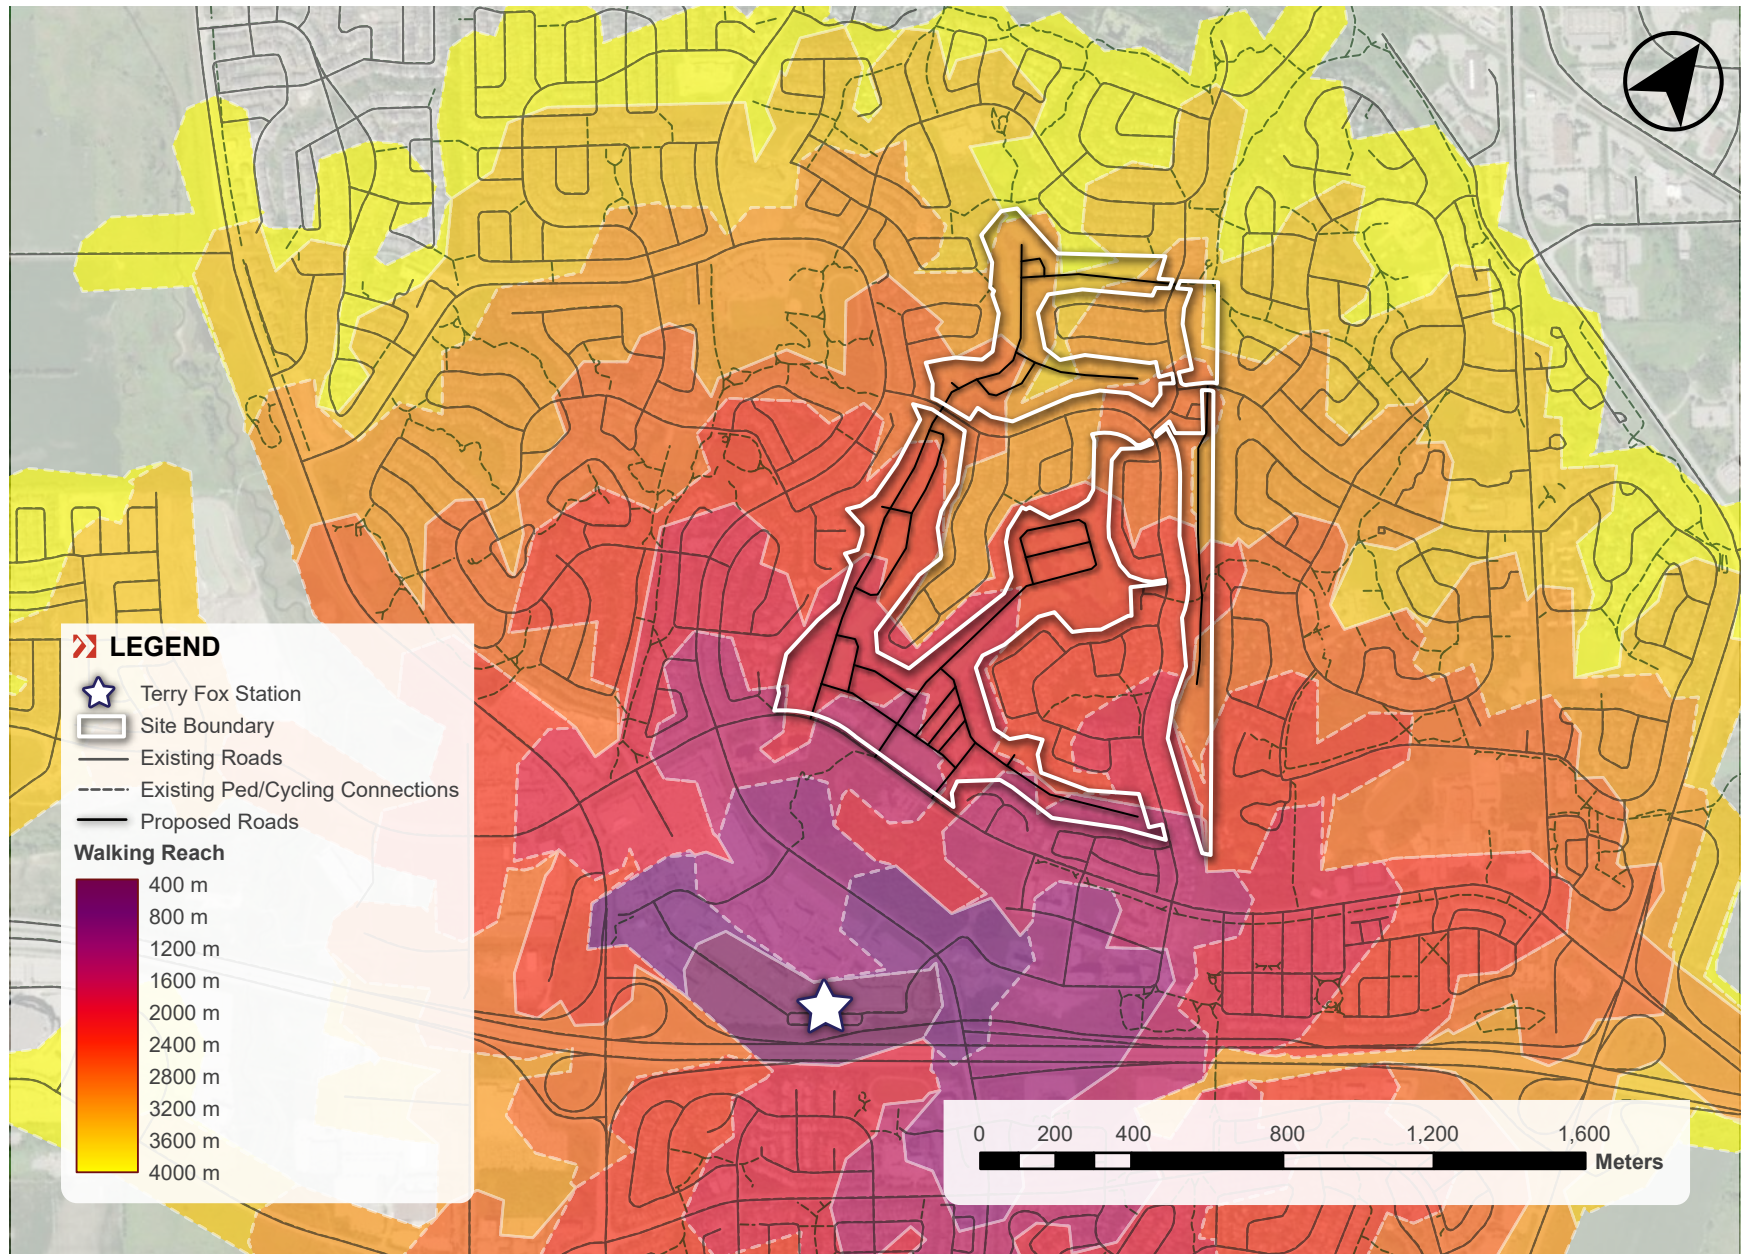 LEGEND
Terry Fox Station
Site Boundary
Existing Roads
Existing Ped/Cycling Connections
Proposed Roads
Walking Reach
400 m
800 m
1200 m
1600 m
2000 m
2400 m
2800 m
3200 m
3600 m
4000 m
0 200 400 800 1,200 1,600
Meters